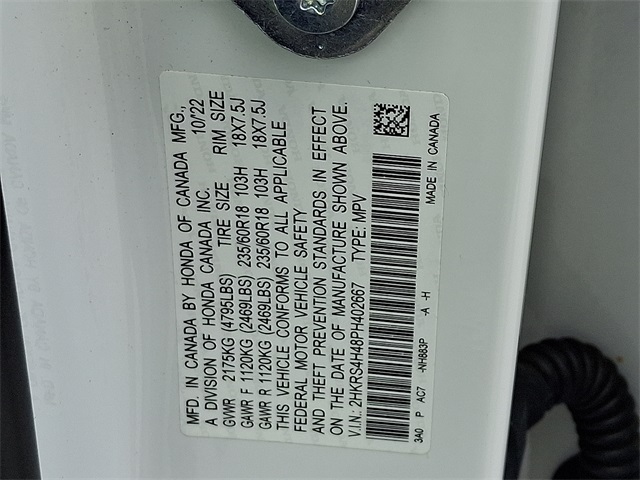 MFD. IN CANADA BY HONDA OF CANADA MFG.,
A DIVISION OF HONDA CANADA INC. 10/22
GVWR 2175KG (4795LBS) TIRE SIZE RIM SIZE
GAWR F 1120KG (2469LBS) 235/60R18 103H 18X7.5J
GAWR R 1120KG (2469LBS) 235/60R18 103H 18X7.5J
THIS VEHICLE CONFORMS TO ALL APPLICABLE
FEDERAL MOTOR VEHICLE SAFETY
AND THEFT PREVENTION STANDARDS IN EFFECT
ON THE DATE OF MANUFACTURE SHOWN ABOVE.
V.I.N.: 2HKRS4H48PH402667 TYPE: MPV
3A0 P AC7 -NH883P -A -H MADE IN CANADA